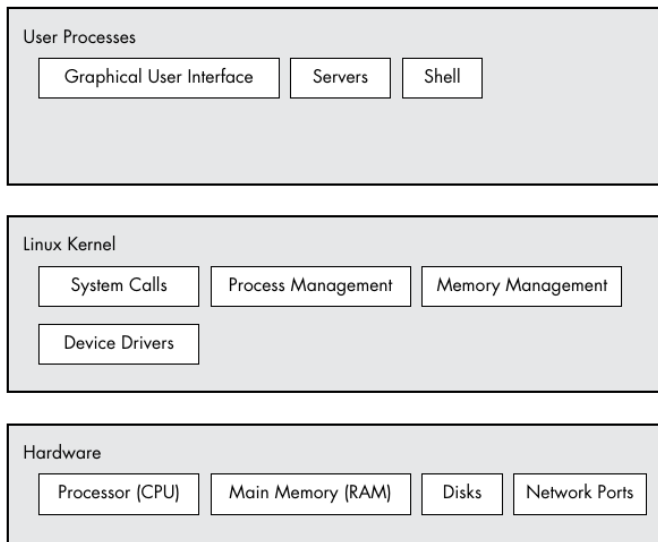 User Processes
Graphical User Interface
Servers
Shell
Linux Kernel
System Calls
Process Management
Memory Management
Device Drivers
Hardware
Processor (CPU)
Main Memory (RAM)
Disks
Network Ports